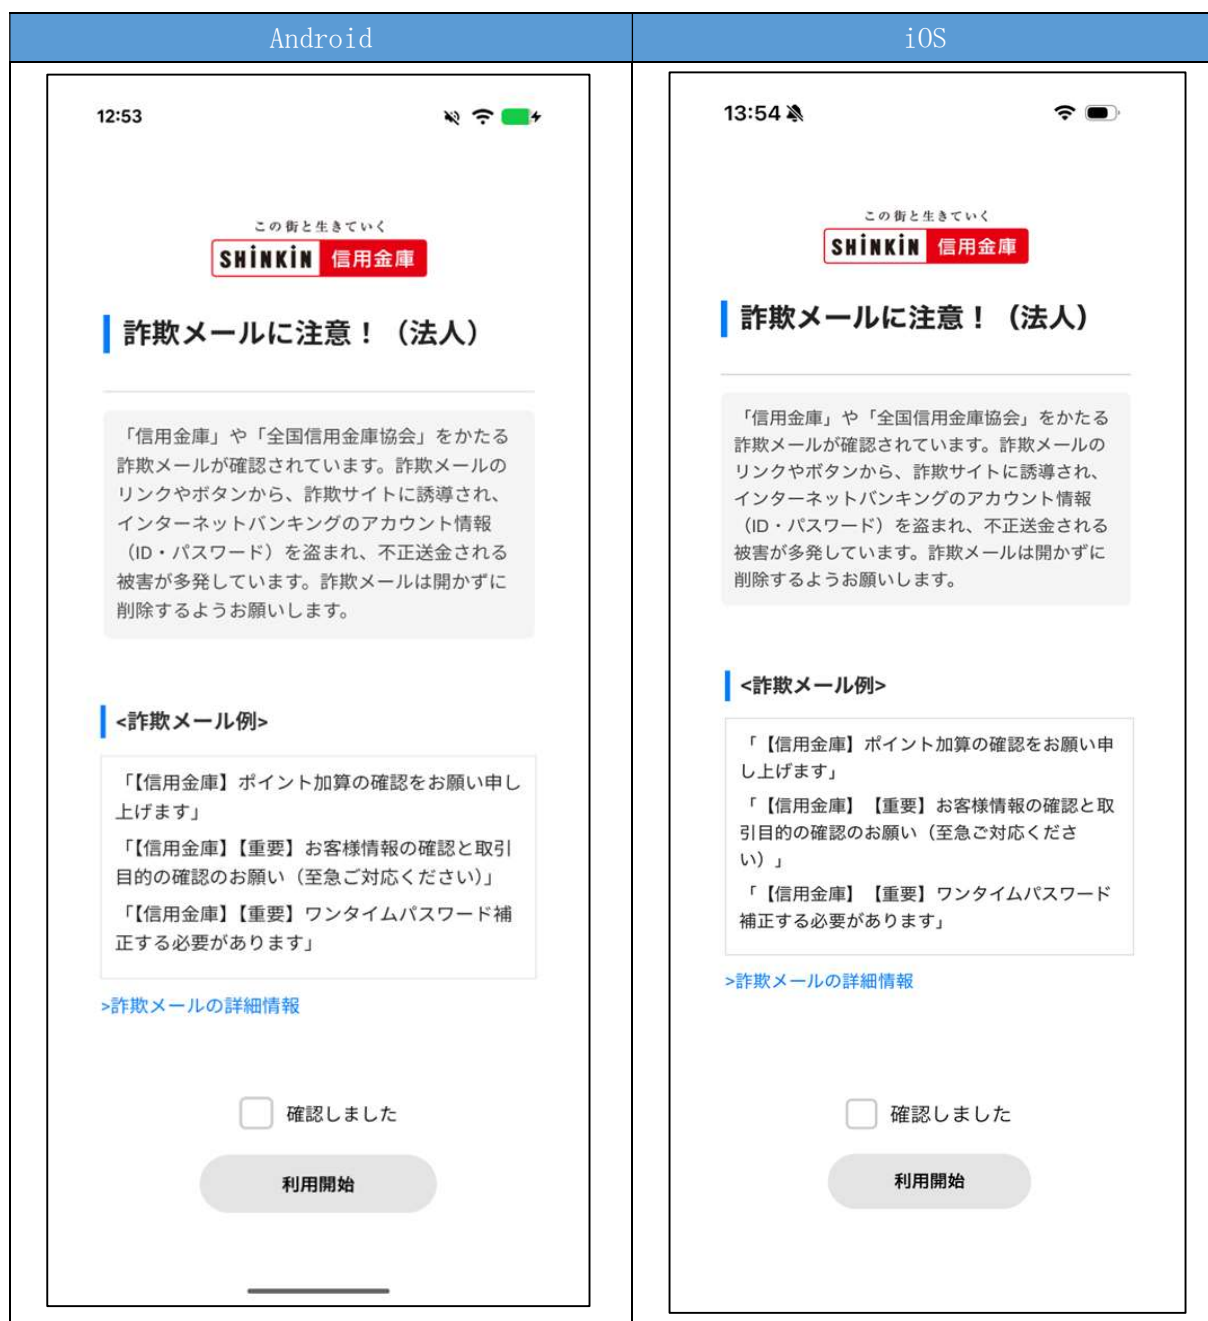 Android
12:53
この街と生きていく
SHINKIN 信用金庫
詐欺メールに注意！（法人）
「信用金庫」や「全国信用金庫協会」をかたる
詐欺メールが確認されています。詐欺メールの
リンクやボタンから、詐欺サイトに誘導され、
インターネットバンキングのアカウント情報
（ID・パスワード）を盗まれ、不正送金される
被害が多発しています。詐欺メールは開かずに
削除するようお願いします。
<詐欺メール例>
「【信用金庫】ポイント加算の確認をお願い申し
上げます」
「【信用金庫】【重要】お客様情報の確認と取引
目的の確認のお願い（至急ご対応ください）」
「【信用金庫】【重要】ワンタイムパスワード補
正する必要があります」
>詐欺メールの詳細情報
確認しました
利用開始
iOS
13:54
この街と生きていく
SHINKIN 信用金庫
詐欺メールに注意！（法人）
「信用金庫」や「全国信用金庫協会」をかたる
詐欺メールが確認されています。詐欺メールの
リンクやボタンから、詐欺サイトに誘導され、
インターネットバンキングのアカウント情報
（ID・パスワード）を盗まれ、不正送金される
被害が多発しています。詐欺メールは開かずに
削除するようお願いします。
<詐欺メール例>
「【信用金庫】ポイント加算の確認をお願い申
し上げます」
「【信用金庫】【重要】お客様情報の確認と取
引目的の確認のお願い（至急ご対応くださ
い）」
「【信用金庫】【重要】ワンタイムパスワード
補正する必要があります」
>詐欺メールの詳細情報
確認しました
利用開始